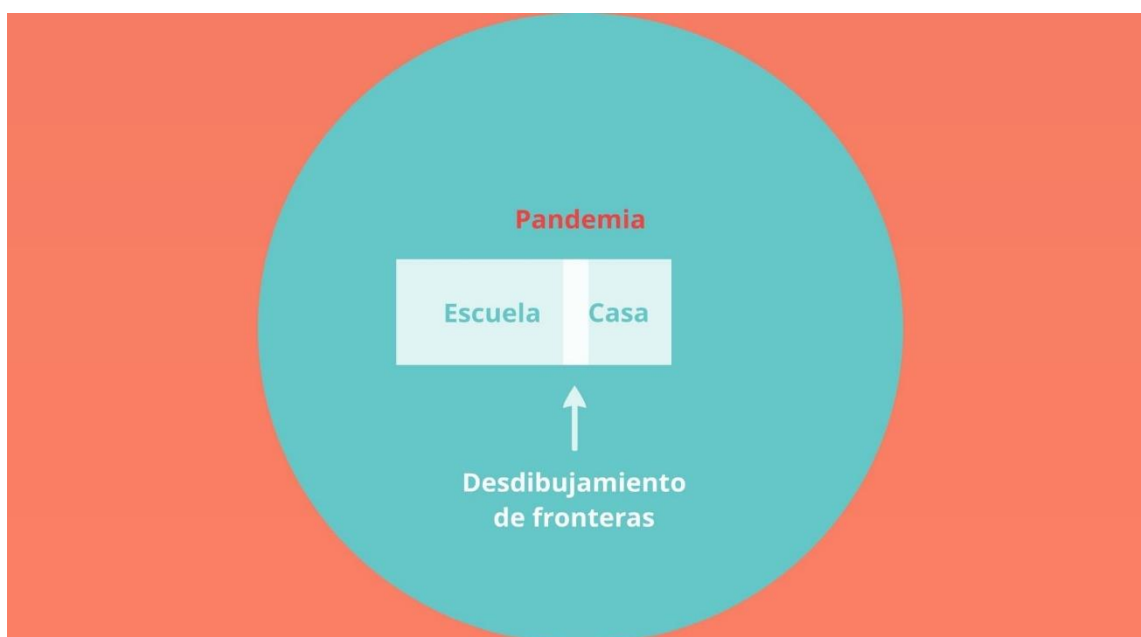 Pandemia
Escuela
Casa
Desdibujamiento
de fronteras